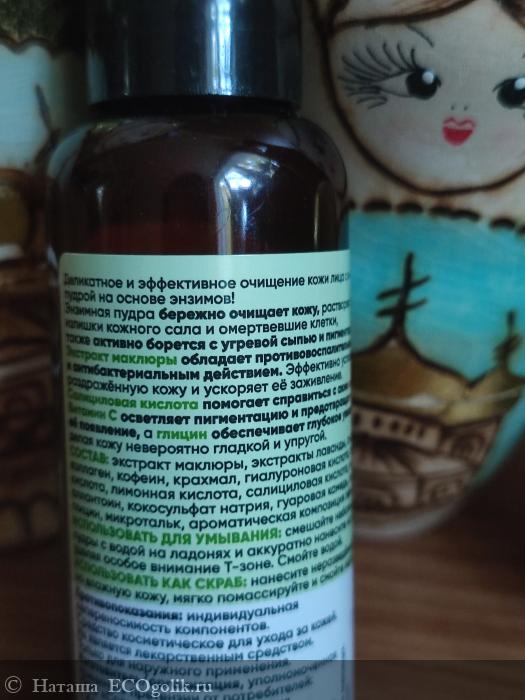 Деликатное и эффективное очищение кожи лица
пудрой на основе энзимов!
Энзимная пудра бережно очищает кожу,
излишки кожного сала и омертвевшие клетки,
также активно борется с угревой сыпью и
Экстракт маклюры обладает
и антибактериальным действием. Эффективно
раздражённую кожу и ускоряет её заживление.
Салициловая кислота помогает справиться с
Витамин С осветляет пигментацию и
её появление, а глицин обеспечивает глубокое
делая кожу невероятно гладкой и упругой.
СОСТАВ: экстракт маклюры, экстракты лаванды,
коллаген, кофеин, крахмал, гиалуроновая кислота,
кислота, лимонная кислота, салициловая кислота,
аллантоин, кокосульфат натрия, гуаровая камедь,
глицин, микротальк, ароматическая композиция
ИСПОЛЬЗОВАТЬ ДЛЯ УМЫВАНИЯ: смешайте
пудры с водой на ладонях и аккуратно нанесите
уделяя особое внимание Т-зоне. Смойте водой.
ИСПОЛЬЗОВАТЬ КАК СКРАБ: нанесите
на влажную кожу, мягко помассируйте и смойте
Противопоказания: индивидуальная
непереносимость компонентов.
косметическое для ухода за кожей.
Не является лекарственным средством.
Только для наружного применения.
уполномоченная
от потребителей:
© Наташа ECOgolik.ru